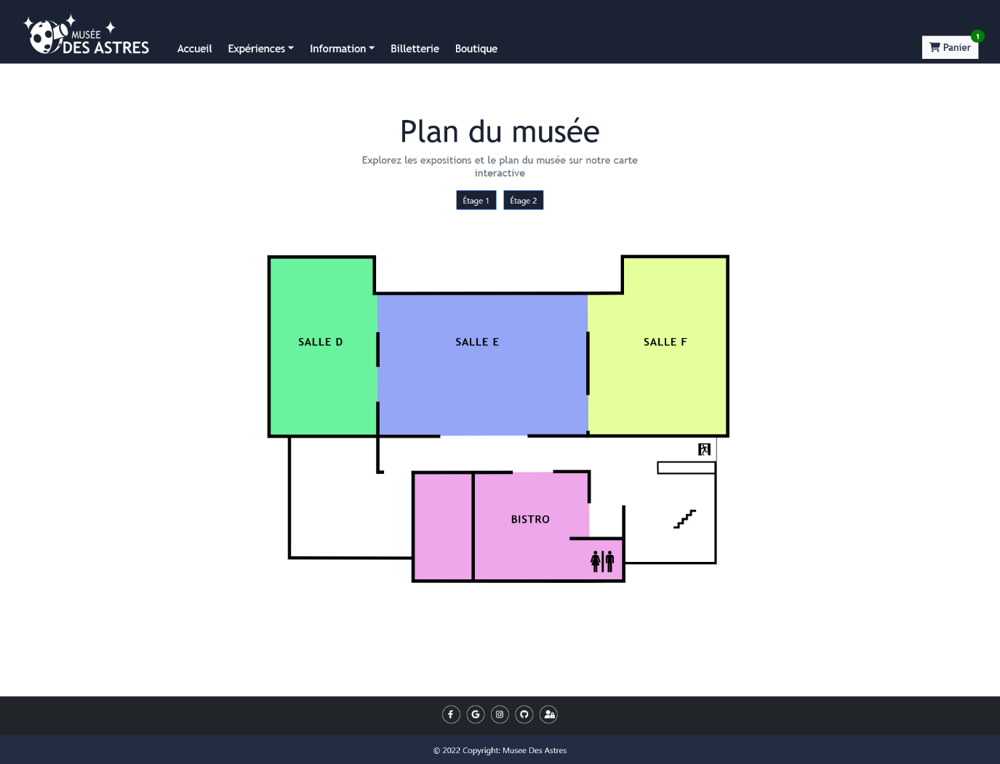 MUSÉE
DES ASTRES
Accueil
Expériences
Information
Billetterie
Boutique
1
Panier
Plan du musée
Explorez les expositions et le plan du musée sur notre carte
interactive
Étage 1
Étage 2
SALLE D
SALLE E
SALLE F
BISTRO
© 2022 Copyright: Musee Des Astres